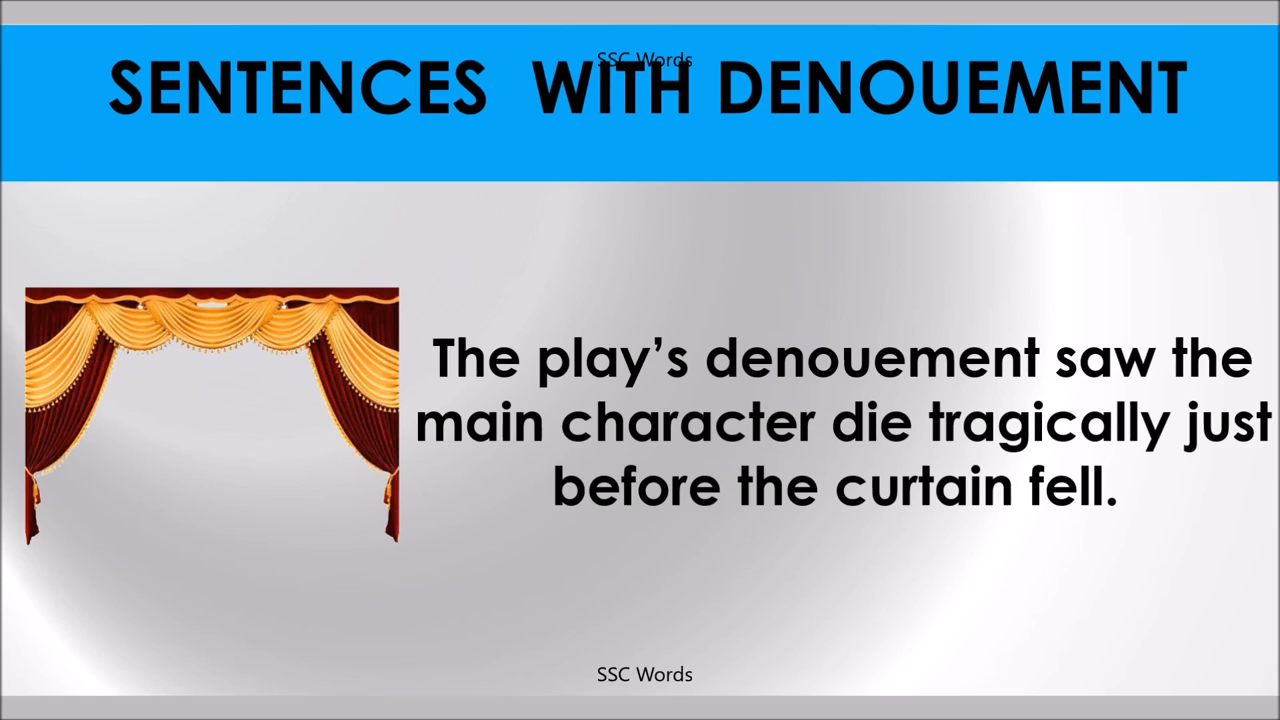 SSC Words
SENTENCES WITH DENOUEMENT
The play’s denouement saw the
main character die tragically just
before the curtain fell.
SSC Words